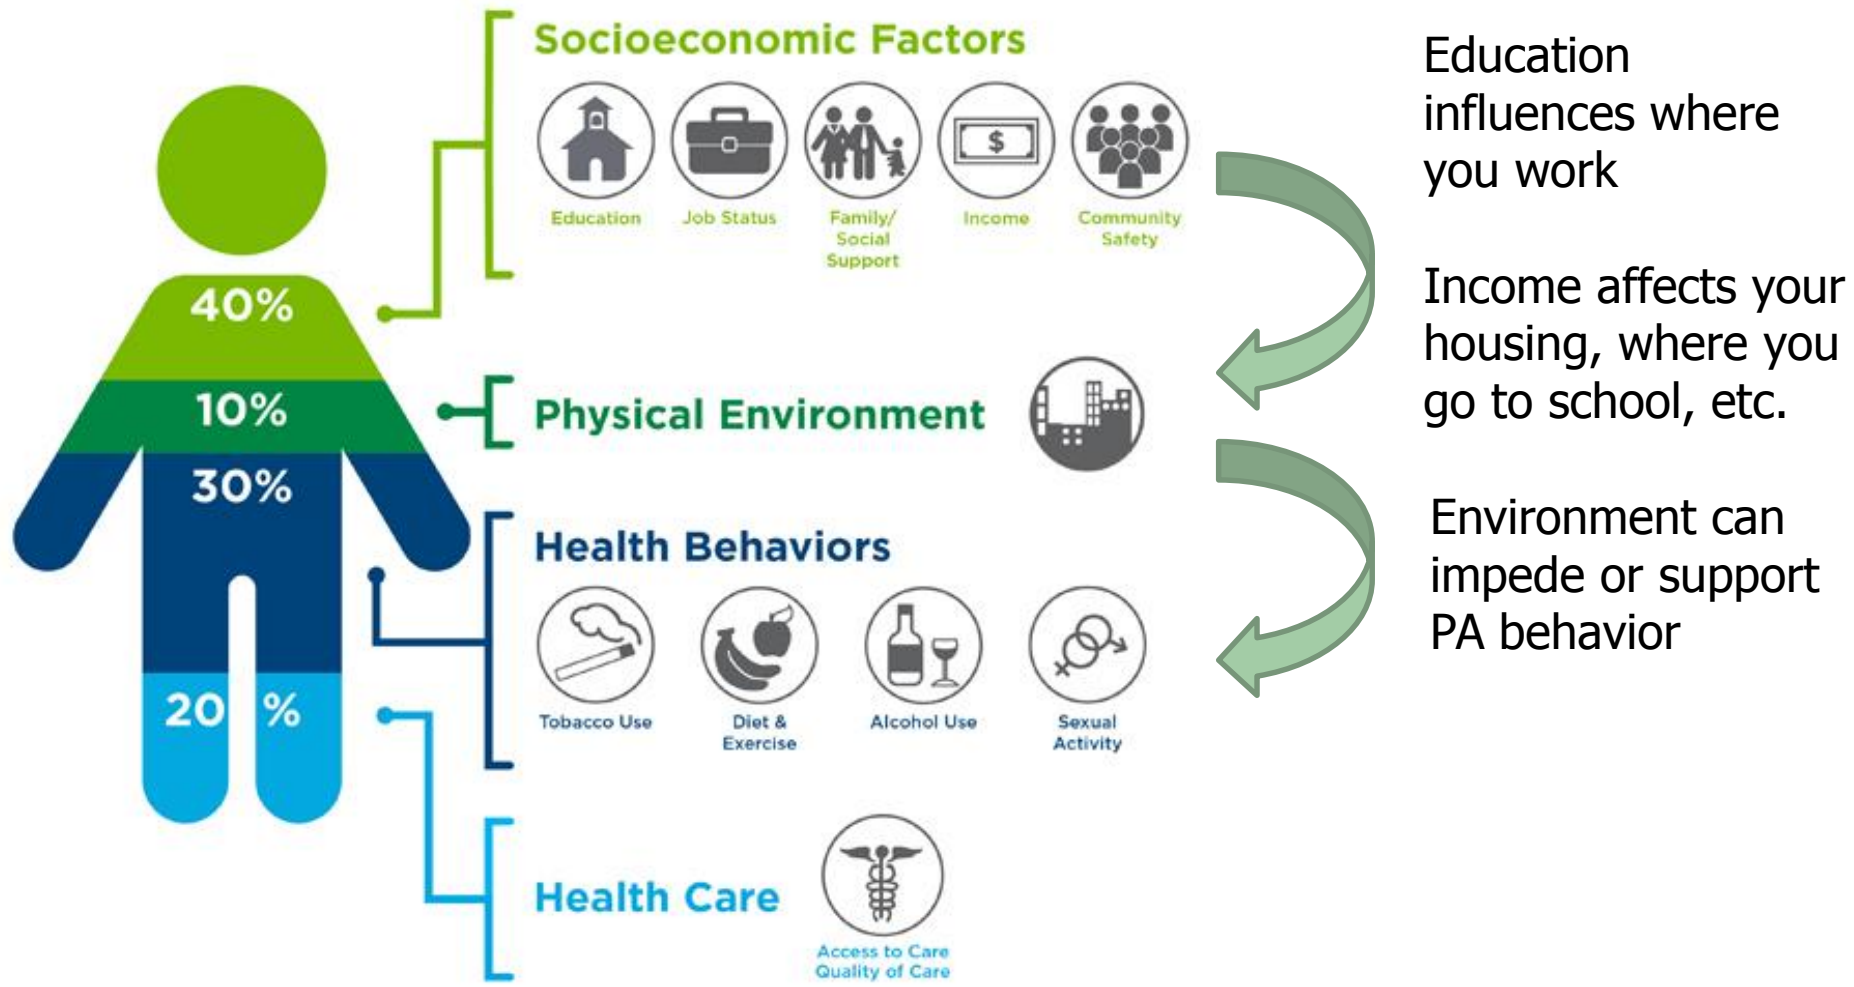 Socioeconomic Factors
$
Education
Job Status
Family/
Social
Support
Income
Community
Safety
40%
10%
Physical Environment
30%
Health Behaviors
Tobacco Use
Diet &
Exercise
Alcohol Use
Sexual
Activity
20 %
Health Care
Access to Care
Quality of Care
Education
influences where
you work
Income affects your
housing, where you
go to school, etc.
Environment can
impede or support
PA behavior